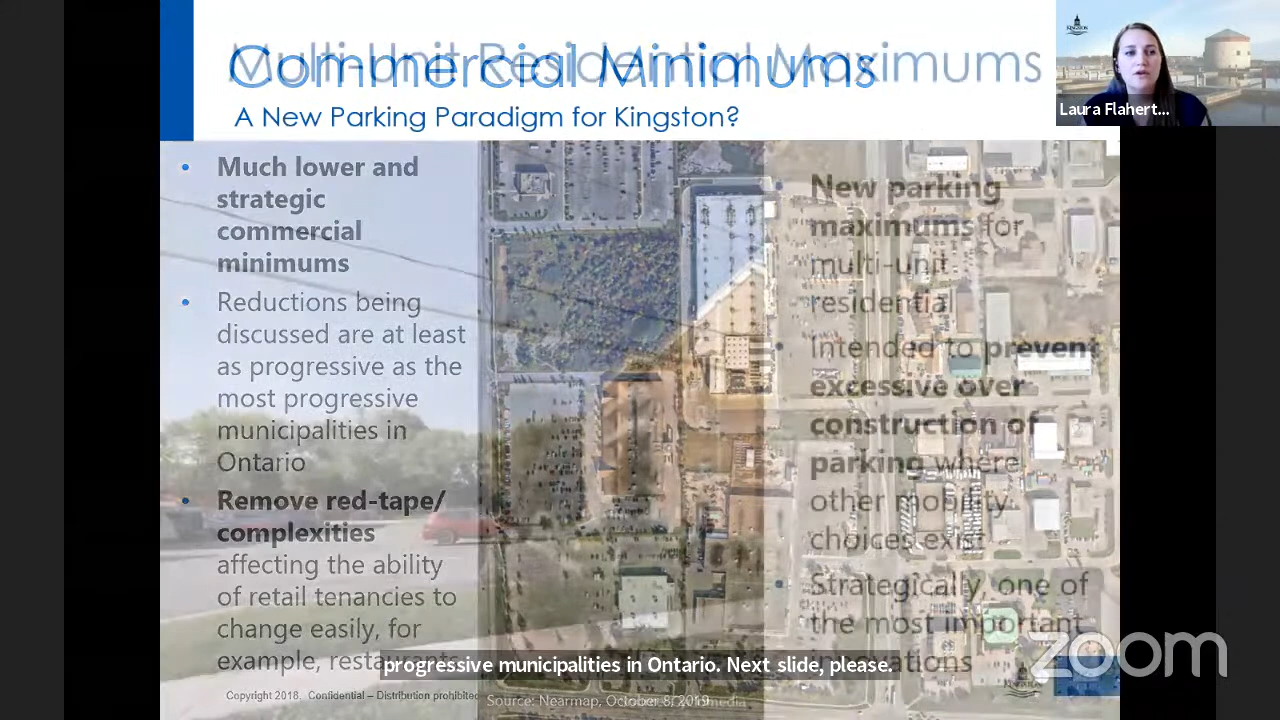 Multi-Unit Residential Maximums
Commercial Minimums
A New Parking Paradigm for Kingston?
KINGSTON
Laura Flahert...
• Much lower and
strategic
commercial
minimums
• Reductions being
discussed are at least
as progressive as the
most progressive
municipalities in
Ontario
• Remove red-tape/
complexities
affecting the ability
of retail tenancies to
change easily, for
example,
New parking
maximums for
multi-unit
residential
Intended to prevent
excessive over
construction of
parking where
other mobility
choices exist
Strategically, one of
the most important
progressive municipalities in Ontario. Next slide, please.
zoom
Copyright 2018. Confidential – Distribution prohibited
Source: Nearmap, October 8, 2019
KINGSTON